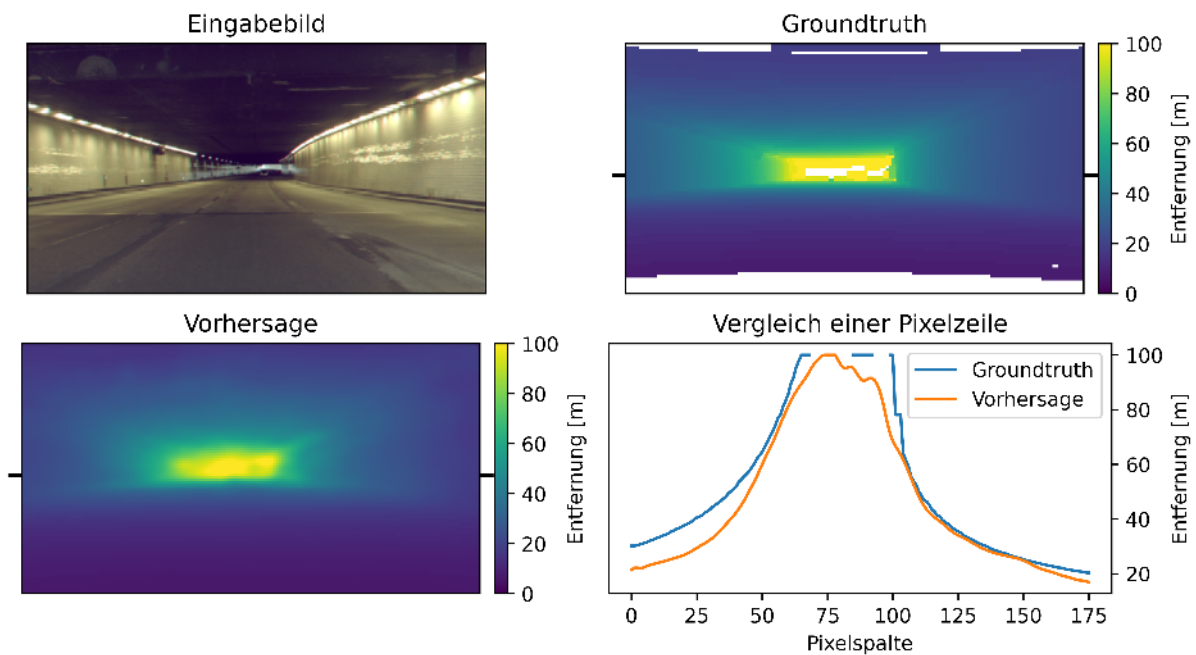 Eingabebild
Groundtruth
100
80
60
40
20
0
Entfernung [m]
Vorhersage
100
80
60
40
20
0
Entfernung [m]
Vergleich einer Pixelzeile
Groundtruth
Vorhersage
100
80
60
40
20
Entfernung [m]
0 25 50 75 100 125 150 175
Pixelspalte